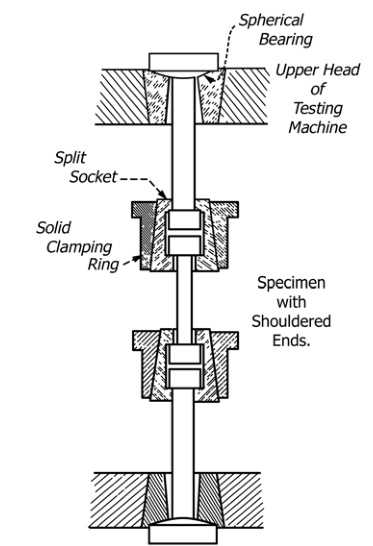 Spherical
Bearing
Upper Head
of
Testing
Machine
Split
Socket
Solid
Clamping
Ring
Specimen
with
Shouldered
Ends.